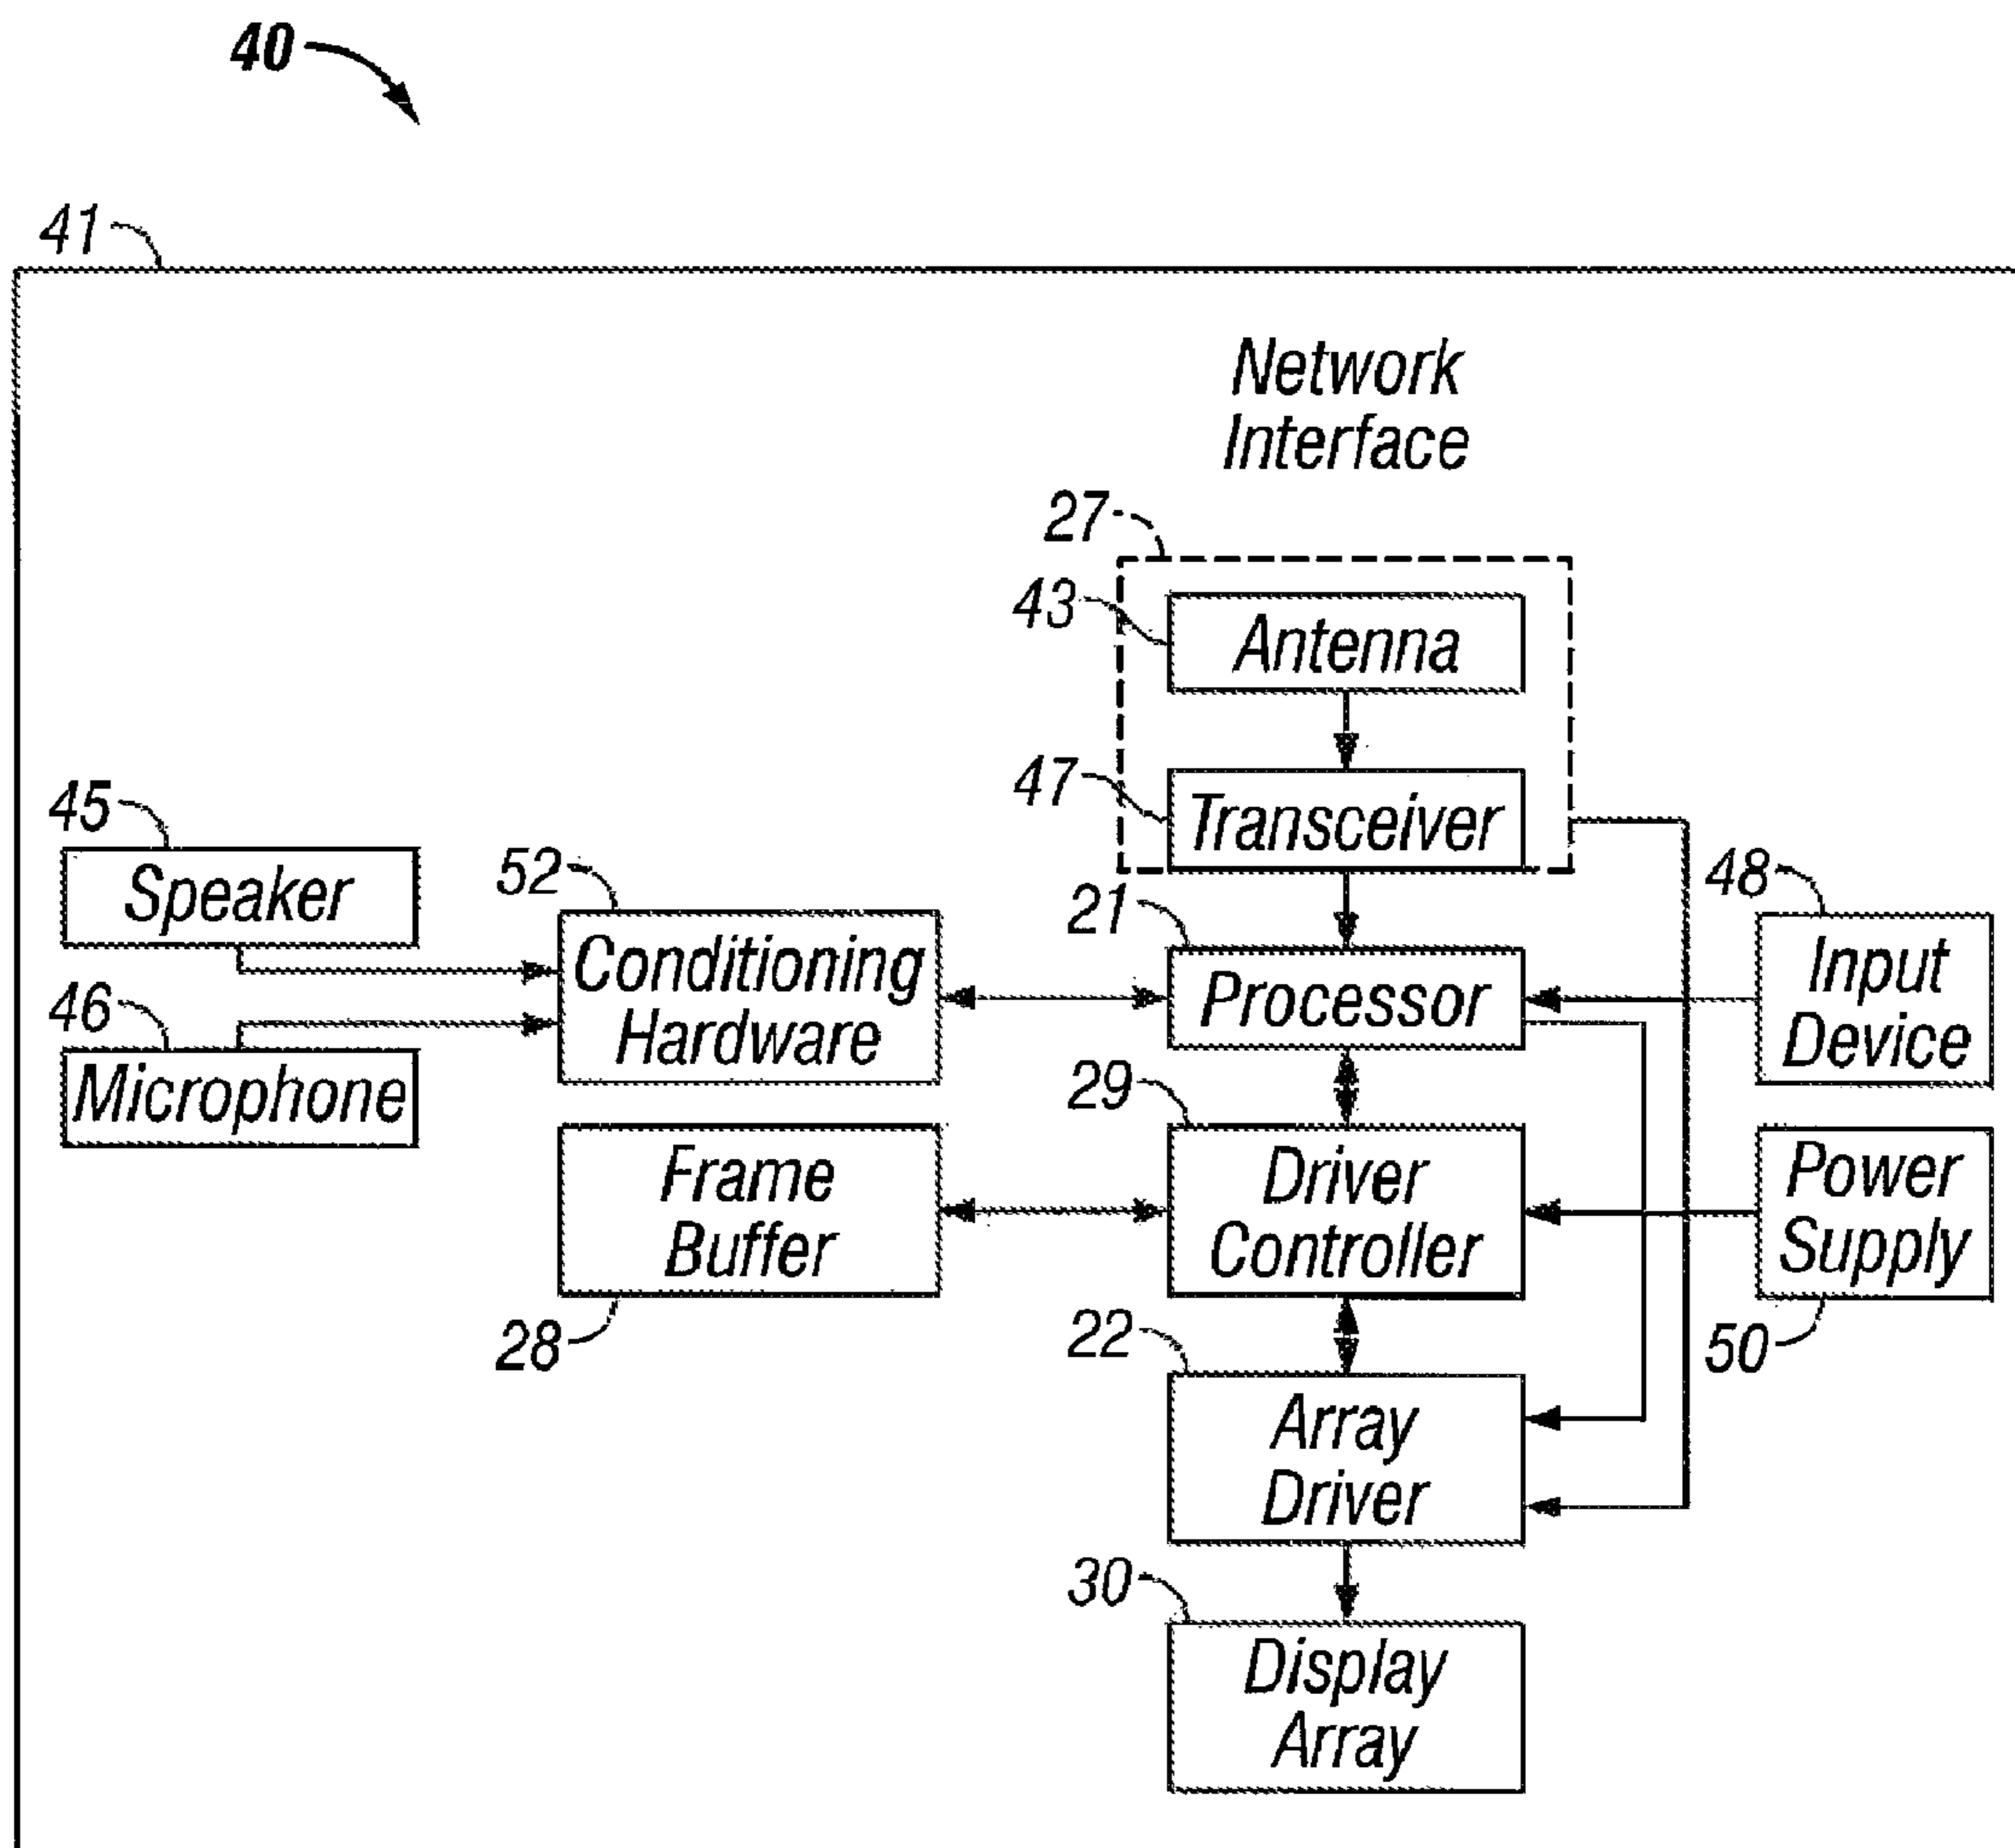 40
41
Network
Interface
27
43
Antenna
47
Transceiver
45
Speaker
52
Conditioning
Hardware
21
Processor
48
Input
Device
46
Microphone
29
Driver
Controller
Frame
Buffer
28
Power
Supply
50
22
Array
Driver
30
Display
Array